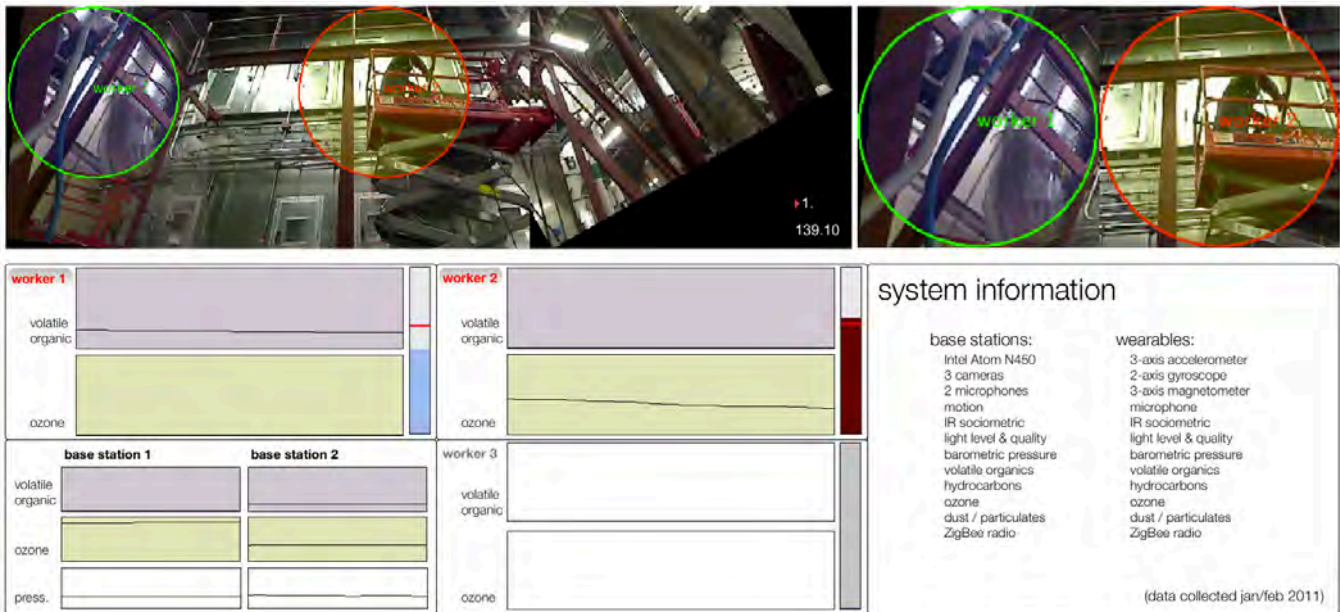 worker 1
worker 2
1.
139.10
worker 1
worker 2
worker 1
volatile
organic
ozone
worker 2
volatile
organic
ozone
base station 1
base station 2
volatile
organic
ozone
press.
worker 3
volatile
organic
ozone
system information
base stations:
Intel Atom N450
3 cameras
2 microphones
motion
IR sociometric
light level & quality
barometric pressure
volatile organics
hydrocarbons
ozone
dust / particulates
ZigBee radio
wearables:
3-axis accelerometer
2-axis gyroscope
3-axis magnetometer
microphone
IR sociometric
light level & quality
barometric pressure
volatile organics
hydrocarbons
ozone
dust / particulates
ZigBee radio
(data collected jan/feb 2011)